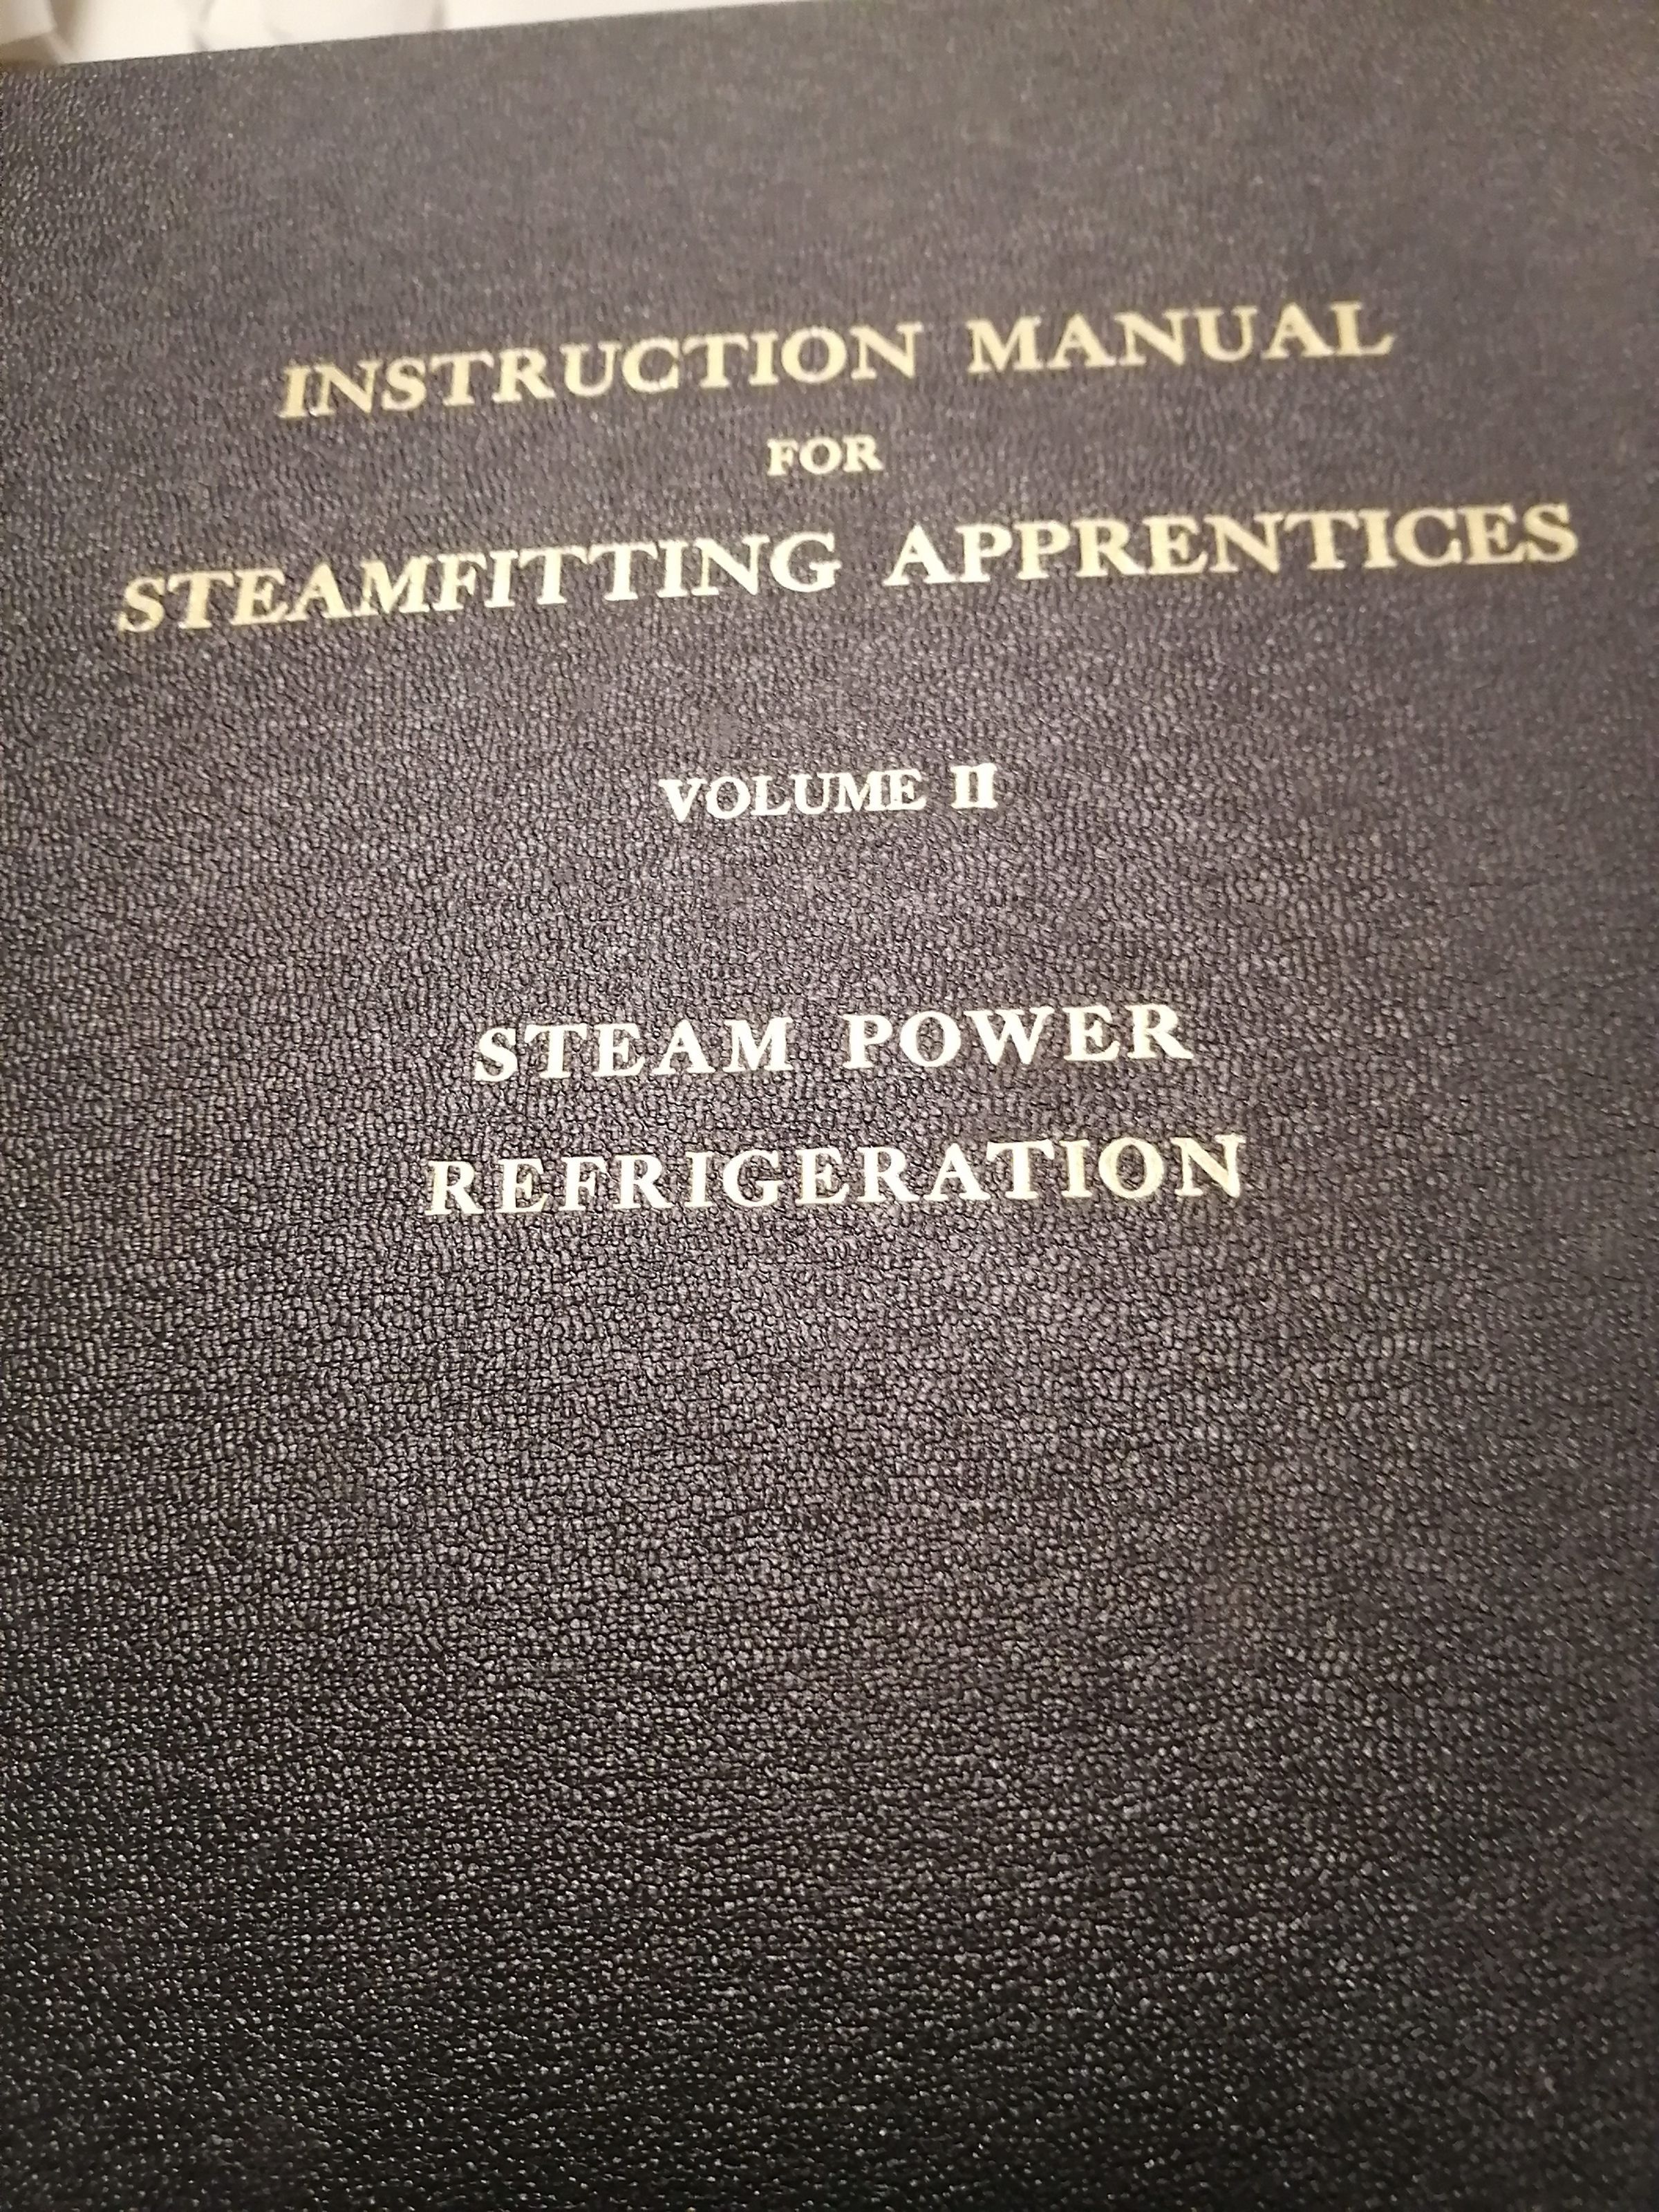 INSTRUCTION MANUAL
FOR
STEAMFITTING APPRENTICES
VOLUME II
STEAM POWER
REFRIGERATION